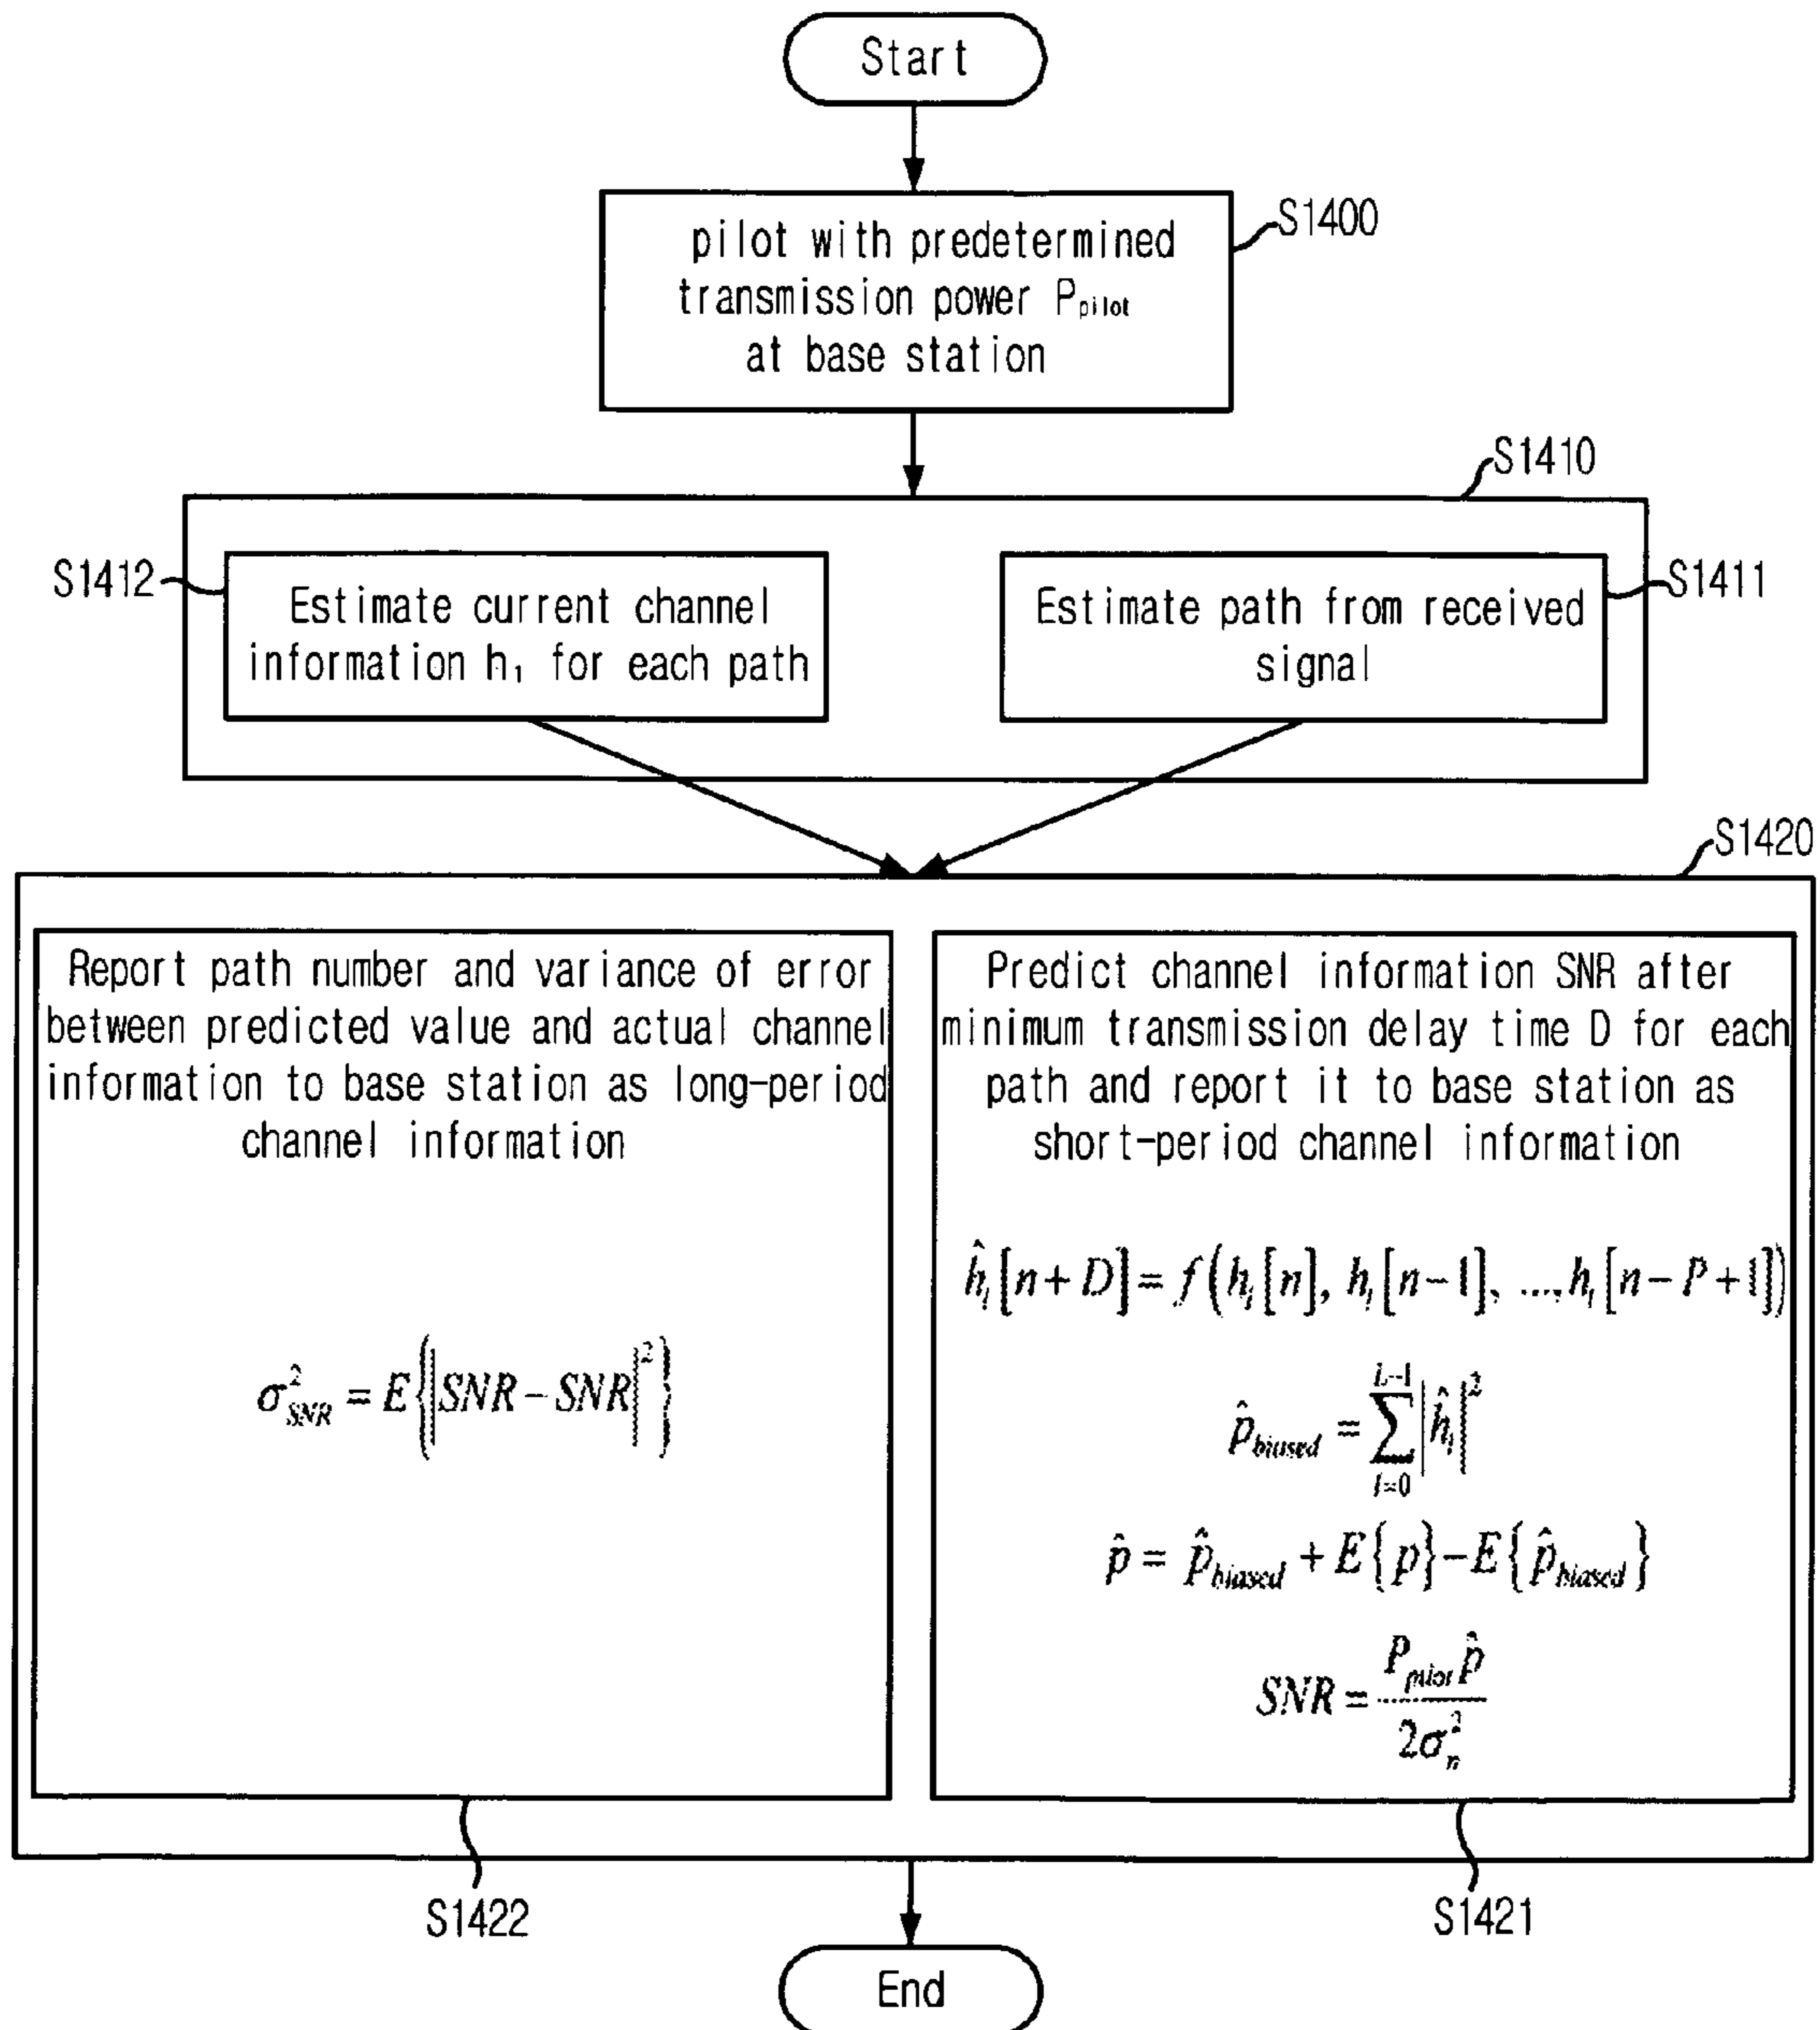 Start
pilot with predetermined
transmission power P_pilot
at base station
S1400
S1410
S1412
Estimate current channel
information h₁ for each path
Estimate path from received
signal
S1411
S1420
Report path number and variance of error
between predicted value and actual channel
information to base station as long-period
channel information
σ²_SNR = E{|SNR − SNR|²}
Predict channel information SNR after
minimum transmission delay time D for each
path and report it to base station as
short-period channel information
ĥ_l[n+D] = f(h_l[n], h_l[n−1], ..., h_l[n−P+1])
p̂_biased = ∑_{l=0}^{L−1} |ĥ_l|²
p̂ = p̂_biased + E{p} − E{p̂_biased}
SNR = P_pilot p̂ / 2σ_n²
S1422
S1421
End